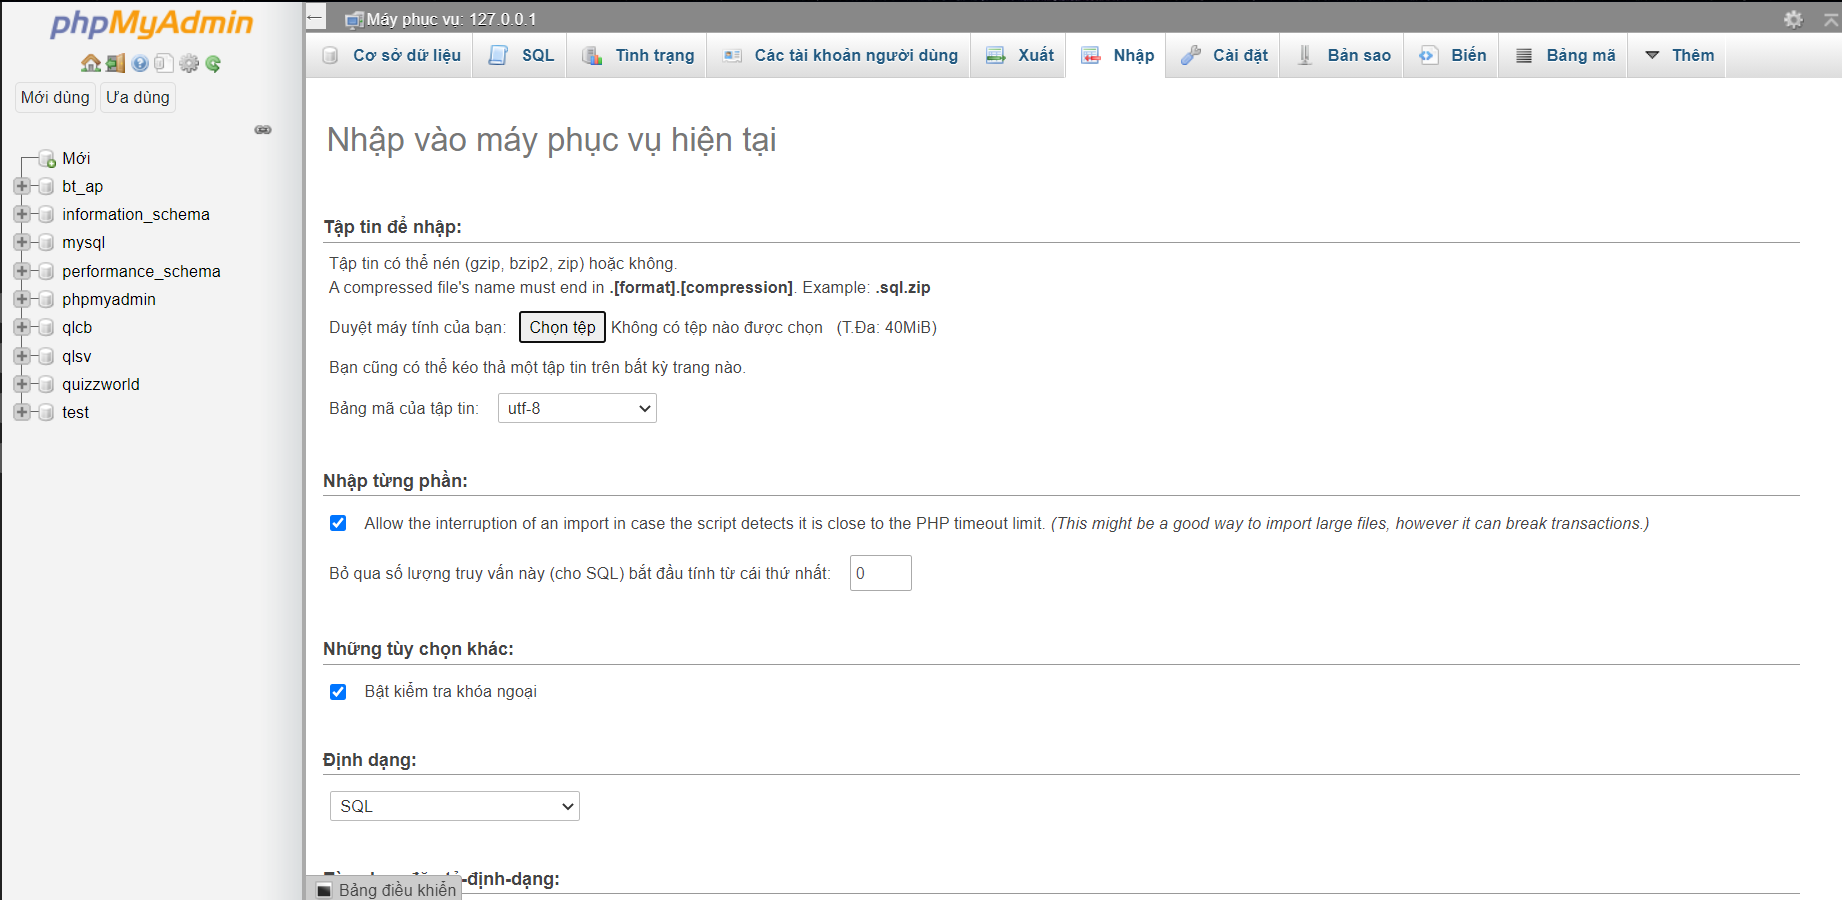 phpMyAdmin
Mới dùng
Ưa dùng
Mới
bt_ap
information_schema
mysql
performance_schema
phpmyadmin
qlcb
qlsv
quizzworld
test
Máy phục vụ: 127.0.0.1
Cơ sở dữ liệu
SQL
Tình trạng
Các tài khoản người dùng
Xuất
Nhập
Cài đặt
Bản sao
Biến
Bảng mã
Thêm
Nhập vào máy phục vụ hiện tại
Tập tin để nhập:
Tập tin có thể nén (gzip, bzip2, zip) hoặc không.
A compressed file's name must end in .[format].[compression]. Example: .sql.zip
Duyệt máy tính của bạn: Chọn tệp Không có tệp nào được chọn (T.Đa: 40MiB)
Bạn cũng có thể kéo thả một tập tin trên bất kỳ trang nào.
Bảng mã của tập tin: utf-8
Nhập từng phần:
Allow the interruption of an import in case the script detects it is close to the PHP timeout limit. (This might be a good way to import large files, however it can break transactions.)
Bỏ qua số lượng truy vấn này (cho SQL) bắt đầu tính từ cái thứ nhất: 0
Những tùy chọn khác:
Bật kiểm tra khóa ngoại
Định dạng:
SQL
-định-dạng:
Bảng điều khiển